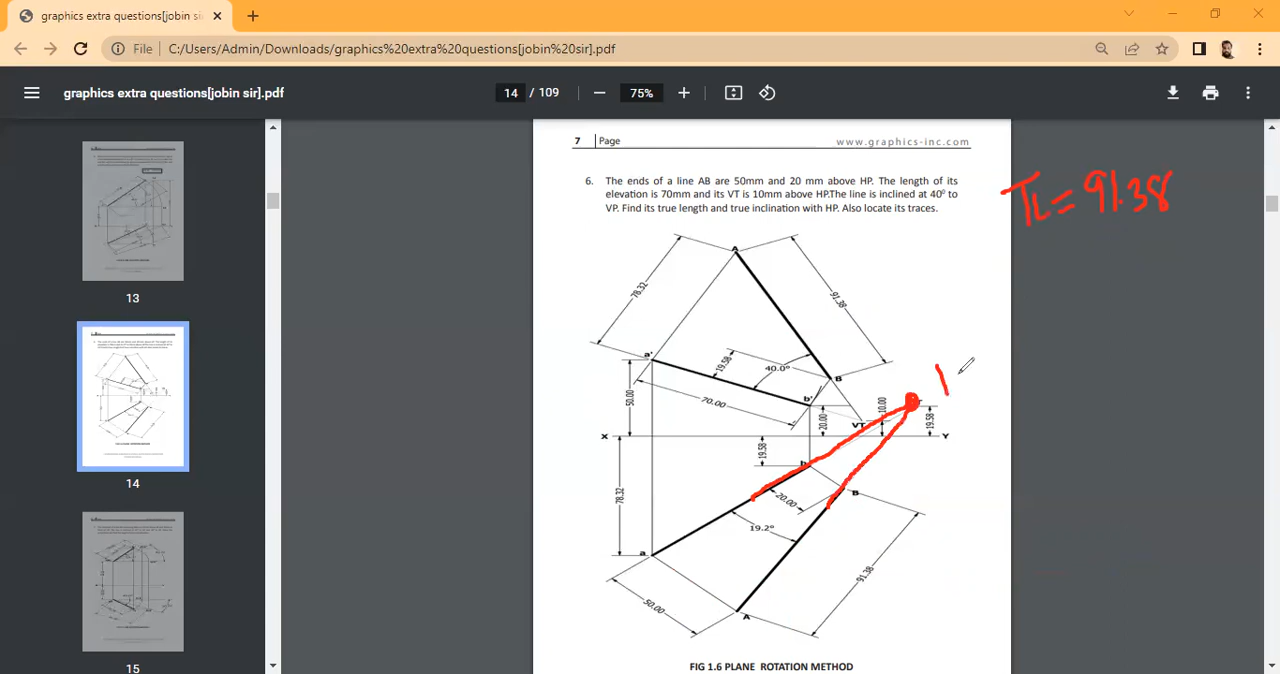 graphics extra questions[jobin si
File
C:/Users/Admin/Downloads/graphics%20extra%20questions[jobin%20sir].pdf
graphics extra questions[jobin sir].pdf
14 / 109
75%
13
14
15
7 Page
www.graphics-inc.com
6. The ends of a line AB are 50mm and 20 mm above HP. The length of its
elevation is 70mm and its VT is 10mm above HP.The line is inclined at 40⁰ to
VP. Find its true length and true inclination with HP. Also locate its traces.
TL = 91.38
A
78.32
91.38
a'
19.58
40.0°
B
70.00
b'
50.00
20.00
VT
10.00
19.58
X
Y
19.58
b
78.32
20.00
B
19.2°
a
91.38
50.00
A
FIG 1.6 PLANE ROTATION METHOD